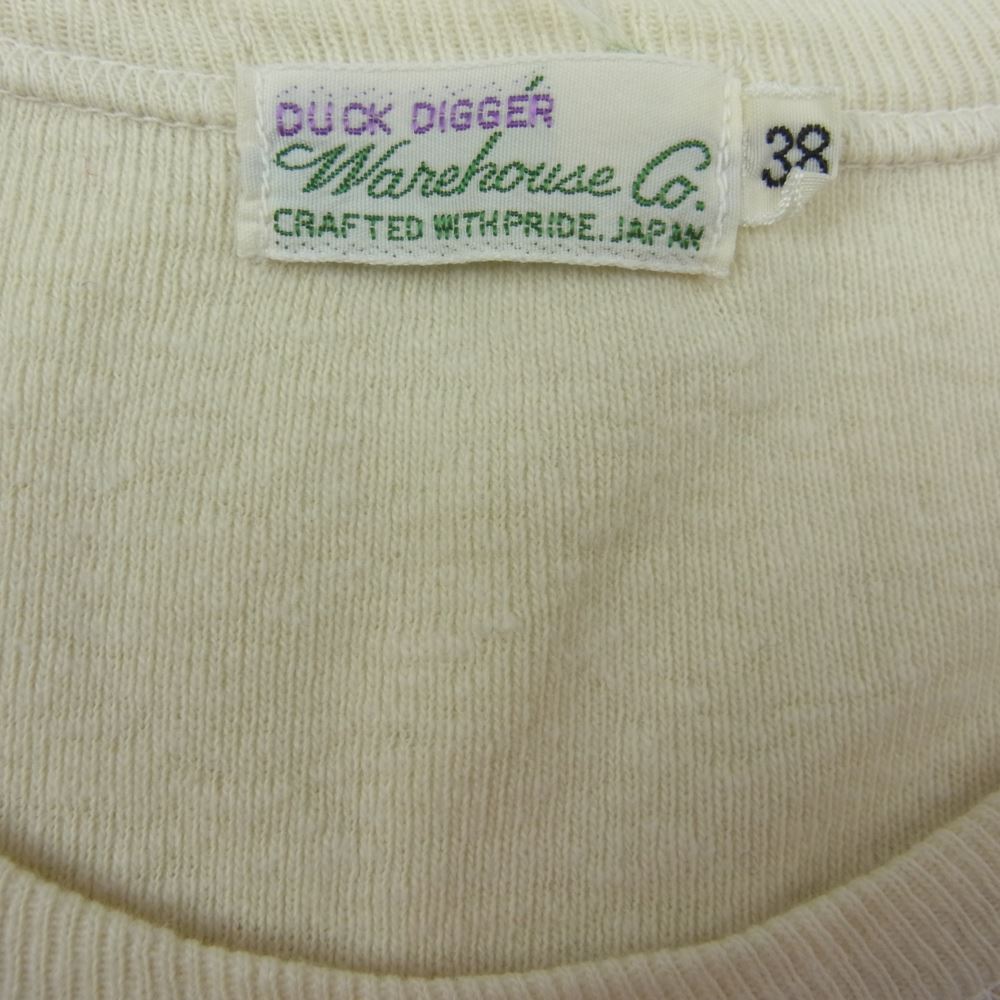 DUCK DIGGER
Warehouse Co.
CRAFTED WITH PRIDE. JAPAN
38